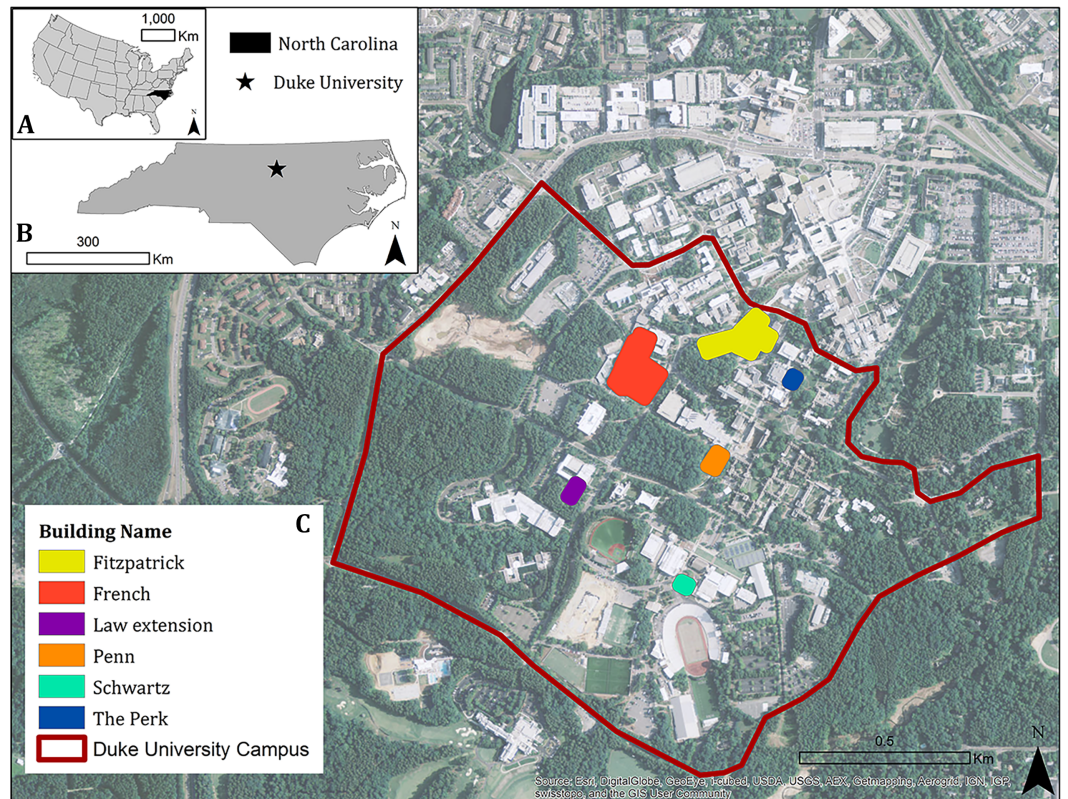 1,000
Km
N
A
North Carolina
Duke University
B
N
300
Km
C
Building Name
Fitzpatrick
French
Law extension
Penn
Schwartz
The Perk
Duke University Campus
0.5
Km
N
Source: Esri, DigitalGlobe, GeoEye, i-cubed, USDA, USGS, AEX, Getmapping, Aerogrid, IGN, IGP,
swisstopo, and the GIS User Community